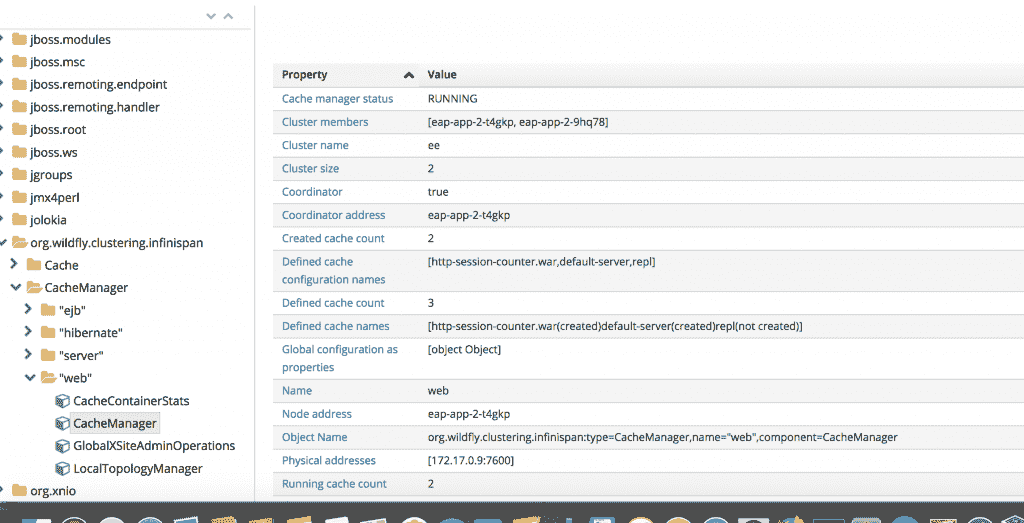 jboss.modules
jboss.msc
jboss.remoting.endpoint
jboss.remoting.handler
jboss.root
jboss.ws
jgroups
jmx4perl
jolokia
org.wildfly.clustering.infinispan
Cache
CacheManager
"ejb"
"hibernate"
"server"
"web"
CacheContainerStats
CacheManager
GlobalXSiteAdminOperations
LocalTopologyManager
org.xnio
Property Value
Cache manager status RUNNING
Cluster members [eap-app-2-t4gkp, eap-app-2-9hq78]
Cluster name ee
Cluster size 2
Coordinator true
Coordinator address eap-app-2-t4gkp
Created cache count 2
Defined cache [http-session-counter.war,default-server,repl]
configuration names
Defined cache count 3
Defined cache names [http-session-counter.war(created)default-server(created)repl(not created)]
Global configuration as [object Object]
properties
Name web
Node address eap-app-2-t4gkp
Object Name org.wildfly.clustering.infinispan:type=CacheManager,name="web",component=CacheManager
Physical addresses [172.17.0.9:7600]
Running cache count 2